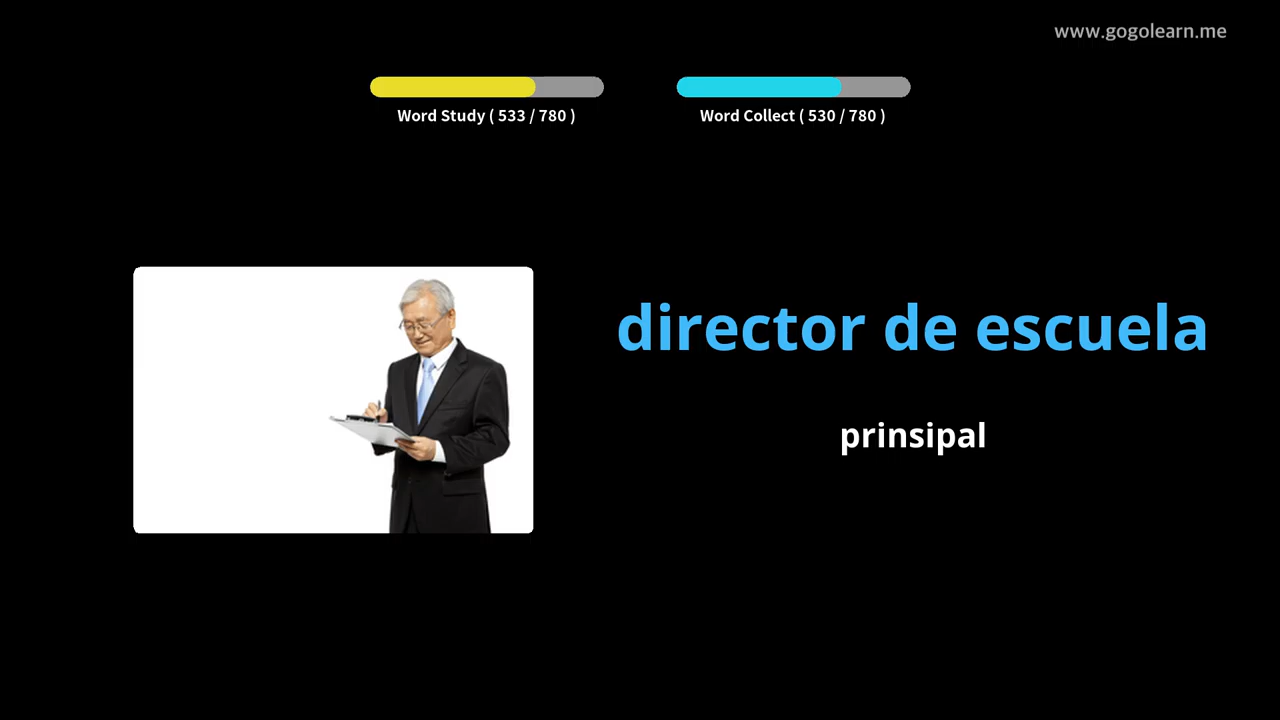 www.gogolearn.me
Word Study ( 533 / 780 )
Word Collect ( 530 / 780 )
director de escuela
prinsipal